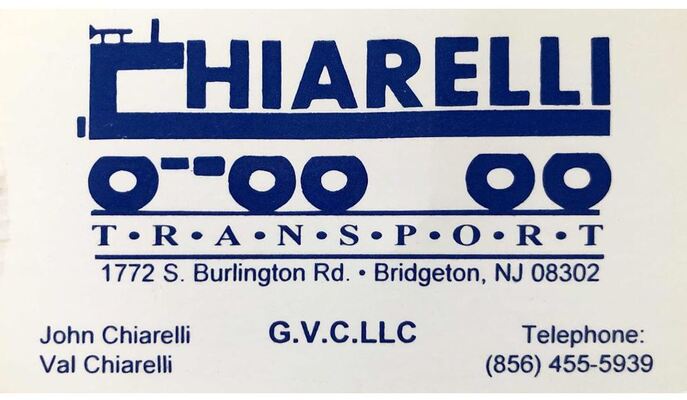 CHIARELLI
T•R•A•N•S•P•O•R•T
1772 S. Burlington Rd. • Bridgeton, NJ 08302
John Chiarelli
G.V.C.LLC
Telephone:
Val Chiarelli
(856) 455-5939